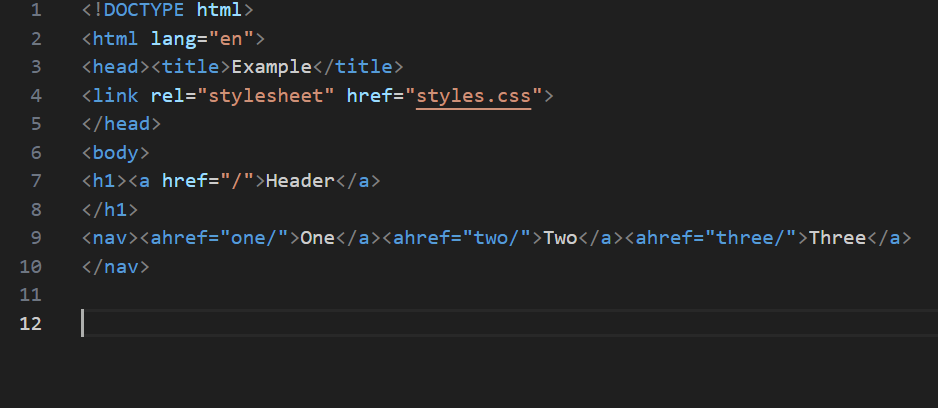 1 <!DOCTYPE html>
2 <html lang="en">
3 <head><title>Example</title>
4 <link rel="stylesheet" href="styles.css">
5 </head>
6 <body>
7 <h1><a href="/">Header</a>
8 </h1>
9 <nav><ahref="one/">One</a><ahref="two/">Two</a><ahref="three/">Three</a>
10 </nav>
11
12